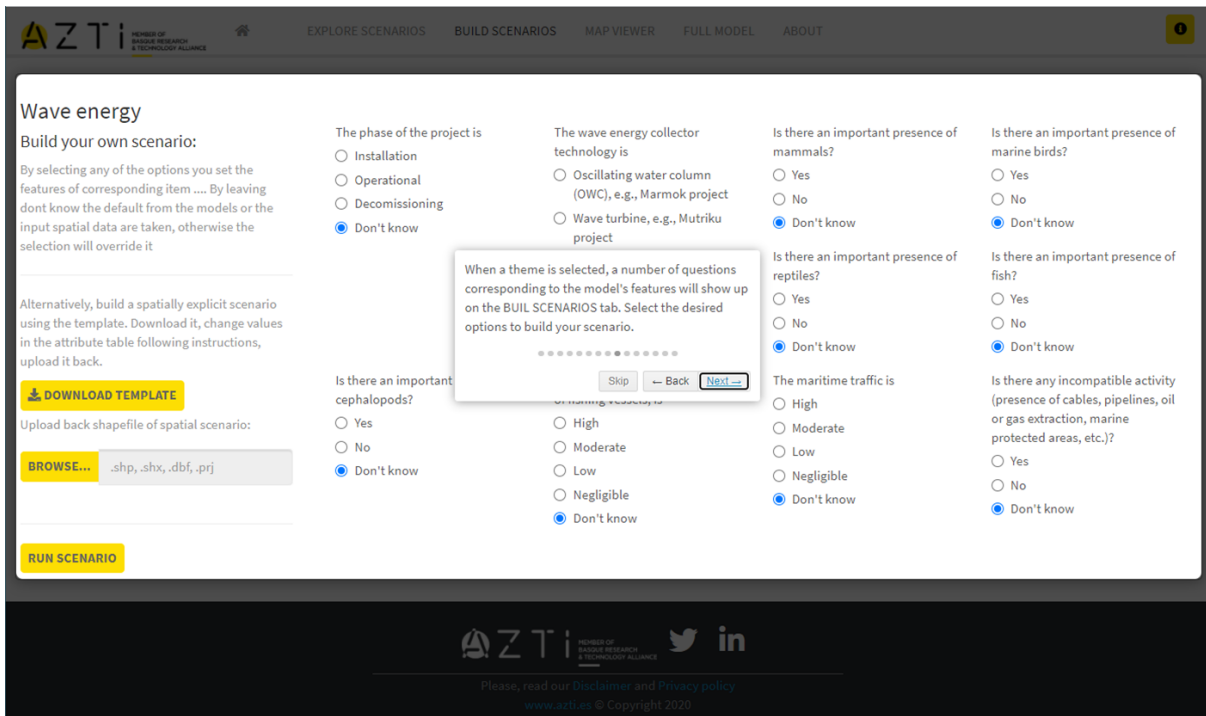 AZTi MEMBER OF
BASQUE RESEARCH
& TECHNOLOGY ALLIANCE
EXPLORE SCENARIOS BUILD SCENARIOS MAP VIEWER FULL MODEL ABOUT
Wave energy
Build your own scenario:
By selecting any of the options you set the
features of corresponding item .... By leaving
dont know the default from the models or the
input spatial data are taken, otherwise the
selection will override it
Alternatively, build a spatially explicit scenario
using the template. Download it, change values
in the attribute table following instructions,
upload it back.
DOWNLOAD TEMPLATE
Upload back shapefile of spatial scenario:
BROWSE... .shp, .shx, .dbf, .prj
RUN SCENARIO
The phase of the project is
Installation
Operational
Decomissioning
Don't know
The wave energy collector
technology is
Oscillating water column
(OWC), e.g., Marmok project
Wave turbine, e.g., Mutriku
project
Is there an important presence of
mammals?
Yes
No
Don't know
Is there an important presence of
marine birds?
Yes
No
Don't know
When a theme is selected, a number of questions
corresponding to the model's features will show up
on the BUIL SCENARIOS tab. Select the desired
options to build your scenario.
Skip ← Back Next →
Is there an important presence of
reptiles?
Yes
No
Don't know
Is there an important presence of
fish?
Yes
No
Don't know
Is there an important
cephalopods?
Yes
No
Don't know
of fishing vessels, is
High
Moderate
Low
Negligible
Don't know
The maritime traffic is
High
Moderate
Low
Negligible
Don't know
Is there any incompatible activity
(presence of cables, pipelines, oil
or gas extraction, marine
protected areas, etc.)?
Yes
No
Don't know
AZTi MEMBER OF
BASQUE RESEARCH
& TECHNOLOGY ALLIANCE
in
Please, read our Disclaimer and Privacy policy
www.azti.es © Copyright 2020